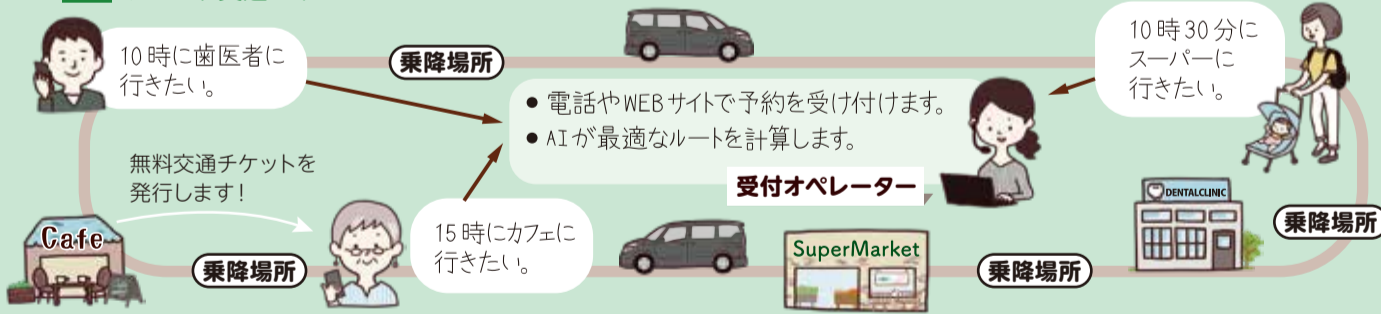 10時に歯医者に
行きたい。
乗降場所
10時30分に
スーパーに
行きたい。
● 電話やWEBサイトで予約を受け付けます。
● AIが最適なルートを計算します。
受付オペレーター
無料交通チケットを
発行します！
Cafe
乗降場所
15時にカフェに
行きたい。
SuperMarket
乗降場所
DENTALCLINIC
乗降場所